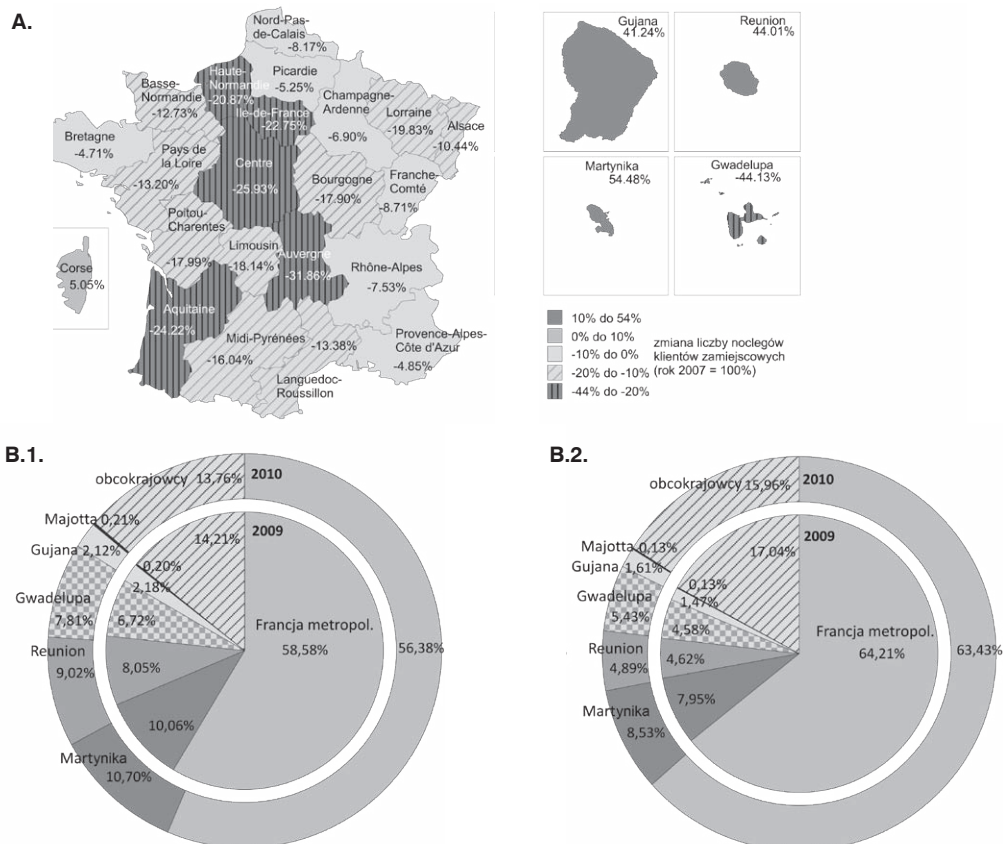 A.
Nord-Pas-
de-Calais
-8.17%
Haute-
Normandie
-20.87%
Picardie
-5.25%
Basse-
Normandie
-12.73%
Ile-de-France
-22.75%
Champagne-
Ardenne
-6.90%
Lorraine
-19.83%
Alsace
-10.44%
Bretagne
-4.71%
Pays de
la Loire
-13.20%
Centre
-25.93%
Bourgogne
-17.90%
Franche-
Comté
-8.71%
Poitou-
Charentes
-17.99%
Limousin
-18.14%
Auvergne
-31.86%
Rhône-Alpes
-7.53%
Corse
5.05%
Aquitaine
-24.22%
Midi-Pyrénées
-16.04%
-13.38%
Languedoc-
Roussillon
Provence-Alpes-
Côte d'Azur
-4.85%
Gujana
41.24%
Reunion
44.01%
Martynika
54.48%
Gwadelupa
-44.13%
10% do 54%
0% do 10%
-10% do 0%
-20% do -10%
-44% do -20%
zmiana liczby noclegów
klientów zamiejscowych
(rok 2007 = 100%)
B.1.
2010
obcokrajowcy 13,76%
Majotta 0,21%
Gujana 2,12%
Gwadelupa
7,81%
Reunion
9,02%
Martynika
10,70%
56,38%
2009
14,21%
0,20%
2,18%
6,72%
8,05%
10,06%
Francja metropol.
58,58%
B.2.
2010
obcokrajowcy 15,96%
Majotta 0,13%
Gujana 1,61%
Gwadelupa
5,43%
Reunion
4,89%
Martynika
8,53%
63,43%
2009
17,04%
0,13%
1,47%
4,58%
4,62%
7,95%
Francja metropol.
64,21%